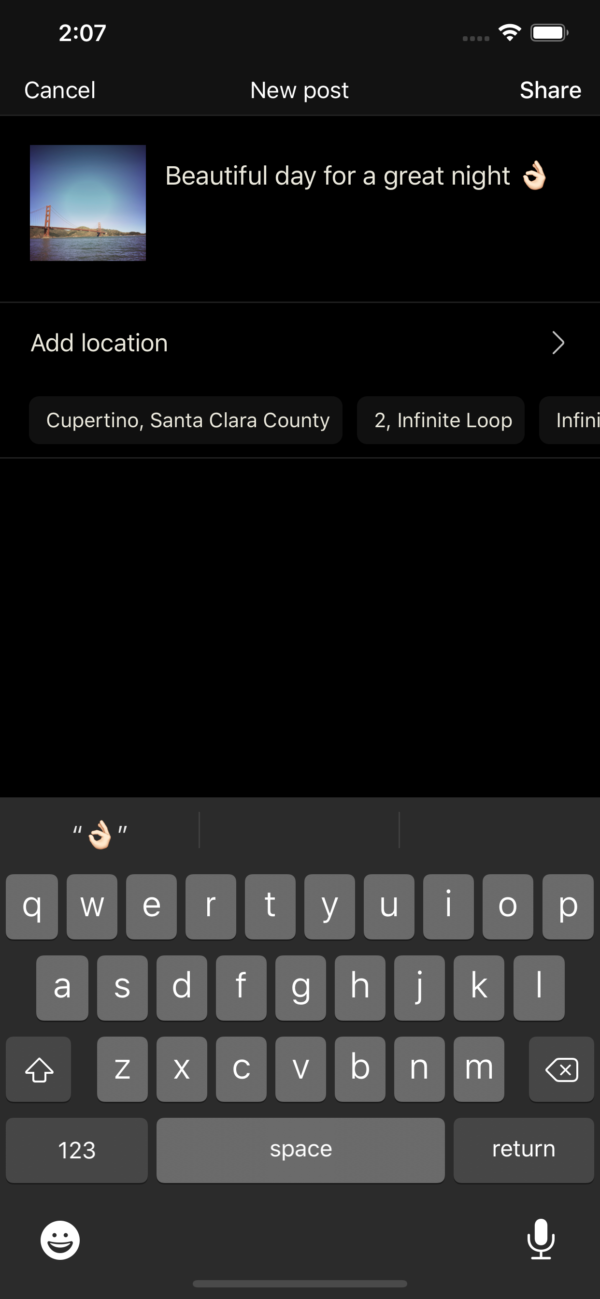 2:07
Cancel New post Share
Beautiful day for a great night 👌🏻
Add location
Cupertino, Santa Clara County 2, Infinite Loop
“👌🏻”
q w e r t y u i o p
a s d f g h j k l
z x c v b n m
123 space return